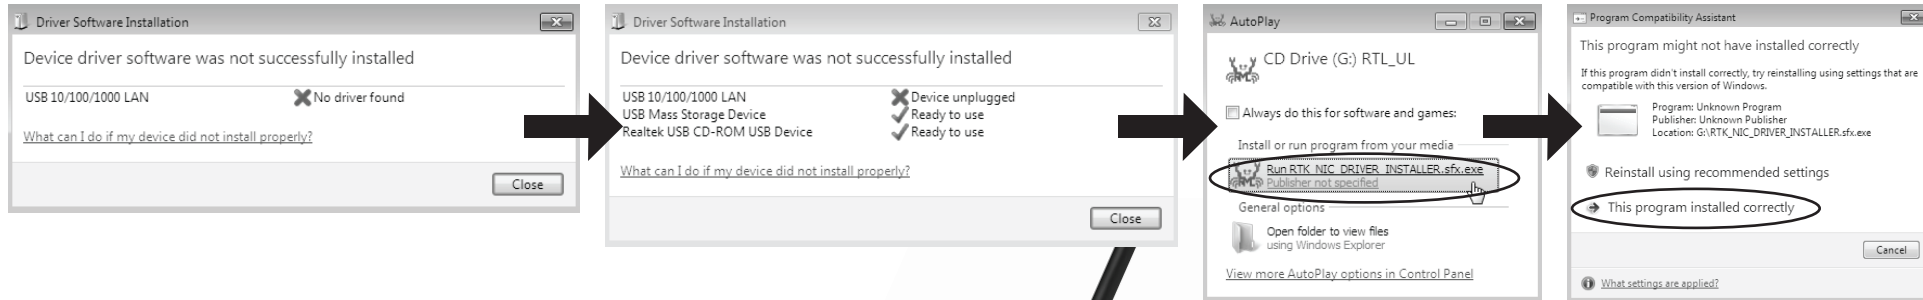 Driver Software Installation
Device driver software was not successfully installed
USB 10/100/1000 LAN No driver found
What can I do if my device did not install properly?
Close
Driver Software Installation
Device driver software was not successfully installed
USB 10/100/1000 LAN Device unplugged
USB Mass Storage Device Ready to use
Realtek USB CD-ROM USB Device Ready to use
What can I do if my device did not install properly?
Close
AutoPlay
CD Drive (G:) RTL_UL
Always do this for software and games:
Install or run program from your media
Run RTK_NIC_DRIVER_INSTALLER.sfx.exe
Publisher not specified
General options
Open folder to view files
using Windows Explorer
View more AutoPlay options in Control Panel
Program Compatibility Assistant
This program might not have installed correctly
If this program didn't install correctly, try reinstalling using settings that are
compatible with this version of Windows.
Program: Unknown Program
Publisher: Unknown Publisher
Location: G:\RTK_NIC_DRIVER_INSTALLER.sfx.exe
Reinstall using recommended settings
This program installed correctly
Cancel
What settings are applied?